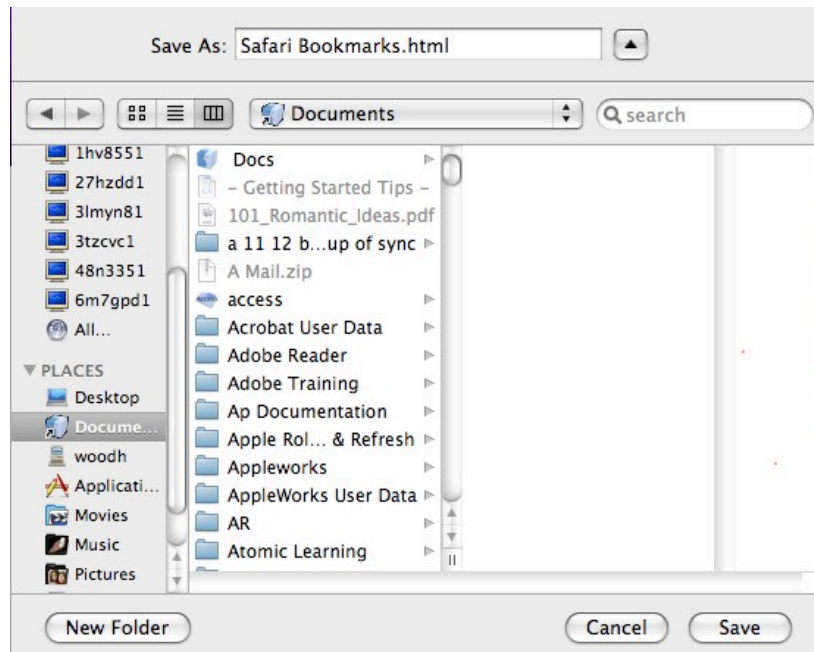 Save As: Safari Bookmarks.html
Documents
search
1hv8551
27hzdd1
3lmyn81
3tzcvc1
48n3351
6m7gpd1
All...
PLACES
Desktop
Docume...
woodh
Applicati...
Movies
Music
Pictures
Docs
– Getting Started Tips –
101_Romantic_Ideas.pdf
a 11 12 b...up of sync
A Mail.zip
access
Acrobat User Data
Adobe Reader
Adobe Training
Ap Documentation
Apple Rol... & Refresh
Appleworks
AppleWorks User Data
AR
Atomic Learning
New Folder
Cancel
Save